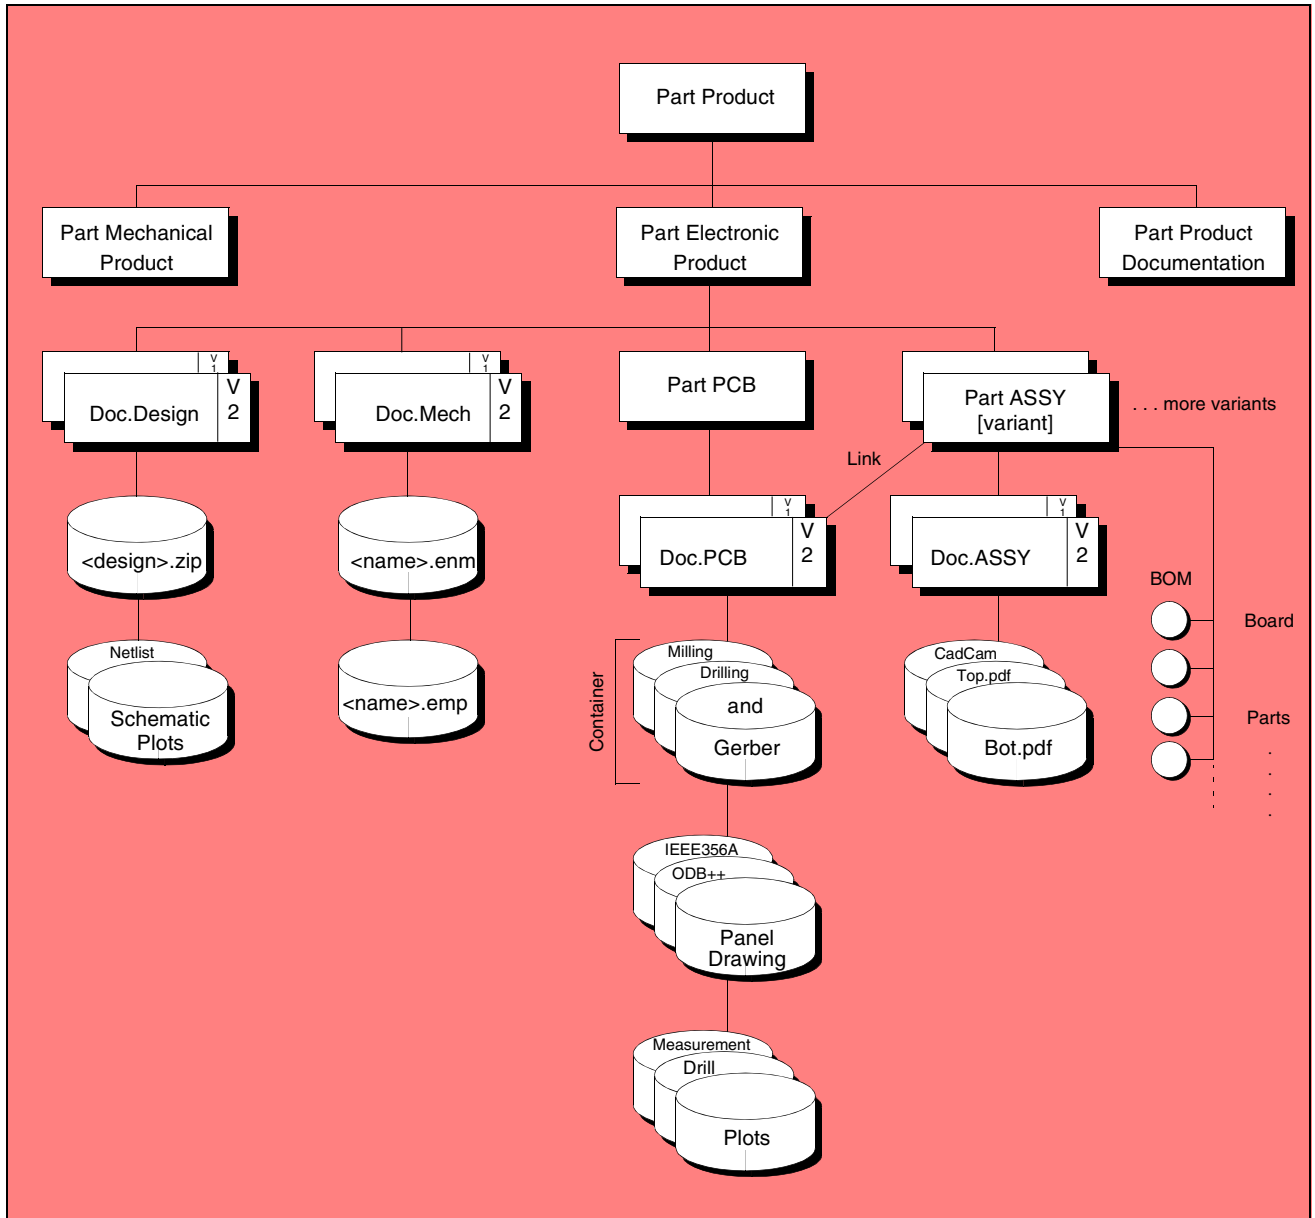 Part Product
Part Mechanical
Product
Part Electronic
Product
Part Product
Documentation
V
1
V
2
Doc.Design
V
1
V
2
Doc.Mech
Part PCB
Part ASSY
[variant]
. . . more variants
Link
<design>.zip
<name>.enm
V
1
V
2
Doc.PCB
V
1
V
2
Doc.ASSY
BOM
Board
Parts
Netlist
Schematic
Plots
<name>.emp
Container
Milling
Drilling
and
Gerber
CadCam
Top.pdf
Bot.pdf
IEEE356A
ODB++
Panel
Drawing
Measurement
Drill
Plots